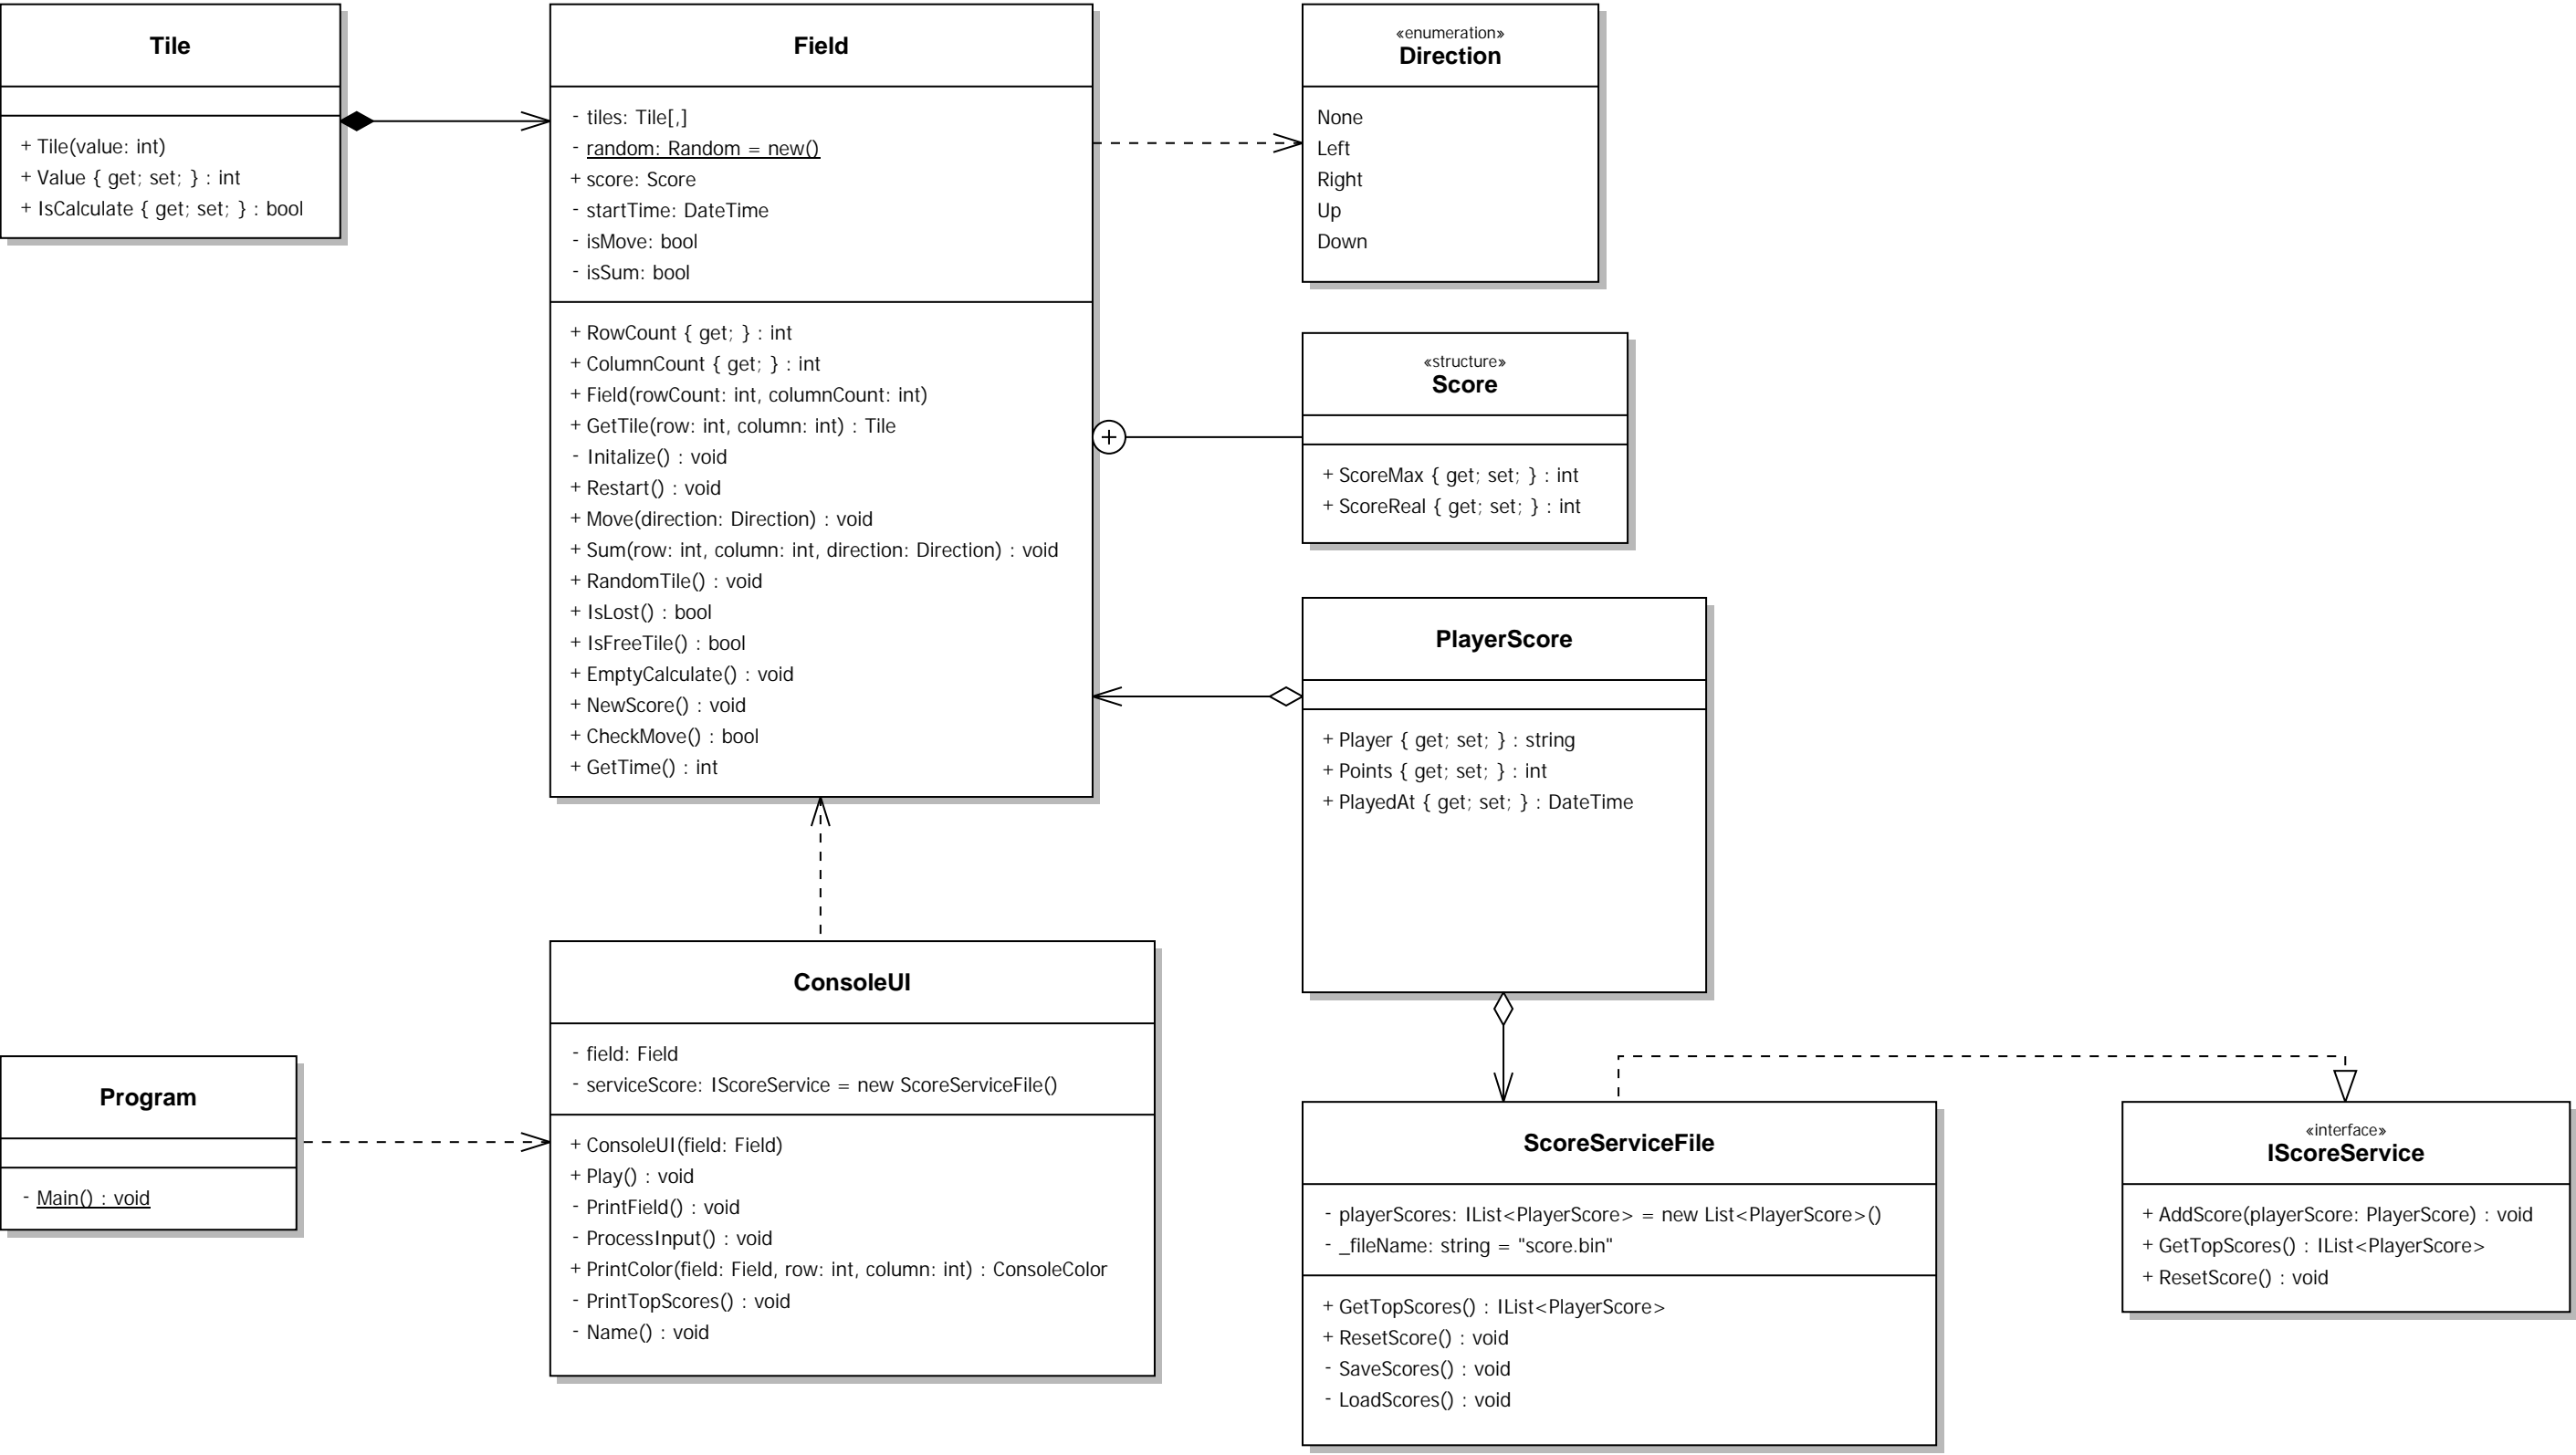 Tile
+ Tile(value: int)
+ Value { get; set; } : int
+ IsCalculate { get; set; } : bool
Field
- tiles: Tile[,]
- random: Random = new()
+ score: Score
- startTime: DateTime
- isMove: bool
- isSum: bool
+ RowCount { get; } : int
+ ColumnCount { get; } : int
+ Field(rowCount: int, columnCount: int)
+ GetTile(row: int, column: int) : Tile
- Initalize() : void
+ Restart() : void
+ Move(direction: Direction) : void
+ Sum(row: int, column: int, direction: Direction) : void
+ RandomTile() : void
+ IsLost() : bool
+ IsFreeTile() : bool
+ EmptyCalculate() : void
+ NewScore() : void
+ CheckMove() : bool
+ GetTime() : int
«enumeration»
Direction
None
Left
Right
Up
Down
«structure»
Score
+ ScoreMax { get; set; } : int
+ ScoreReal { get; set; } : int
PlayerScore
+ Player { get; set; } : string
+ Points { get; set; } : int
+ PlayedAt { get; set; } : DateTime
Program
- Main() : void
ConsoleUI
- field: Field
- serviceScore: IScoreService = new ScoreServiceFile()
+ ConsoleUI(field: Field)
+ Play() : void
- PrintField() : void
- ProcessInput() : void
+ PrintColor(field: Field, row: int, column: int) : ConsoleColor
- PrintTopScores() : void
- Name() : void
ScoreServiceFile
- playerScores: IList<PlayerScore> = new List<PlayerScore>()
- _fileName: string = "score.bin"
+ GetTopScores() : IList<PlayerScore>
+ ResetScore() : void
- SaveScores() : void
- LoadScores() : void
«interface»
IScoreService
+ AddScore(playerScore: PlayerScore) : void
+ GetTopScores() : IList<PlayerScore>
+ ResetScore() : void